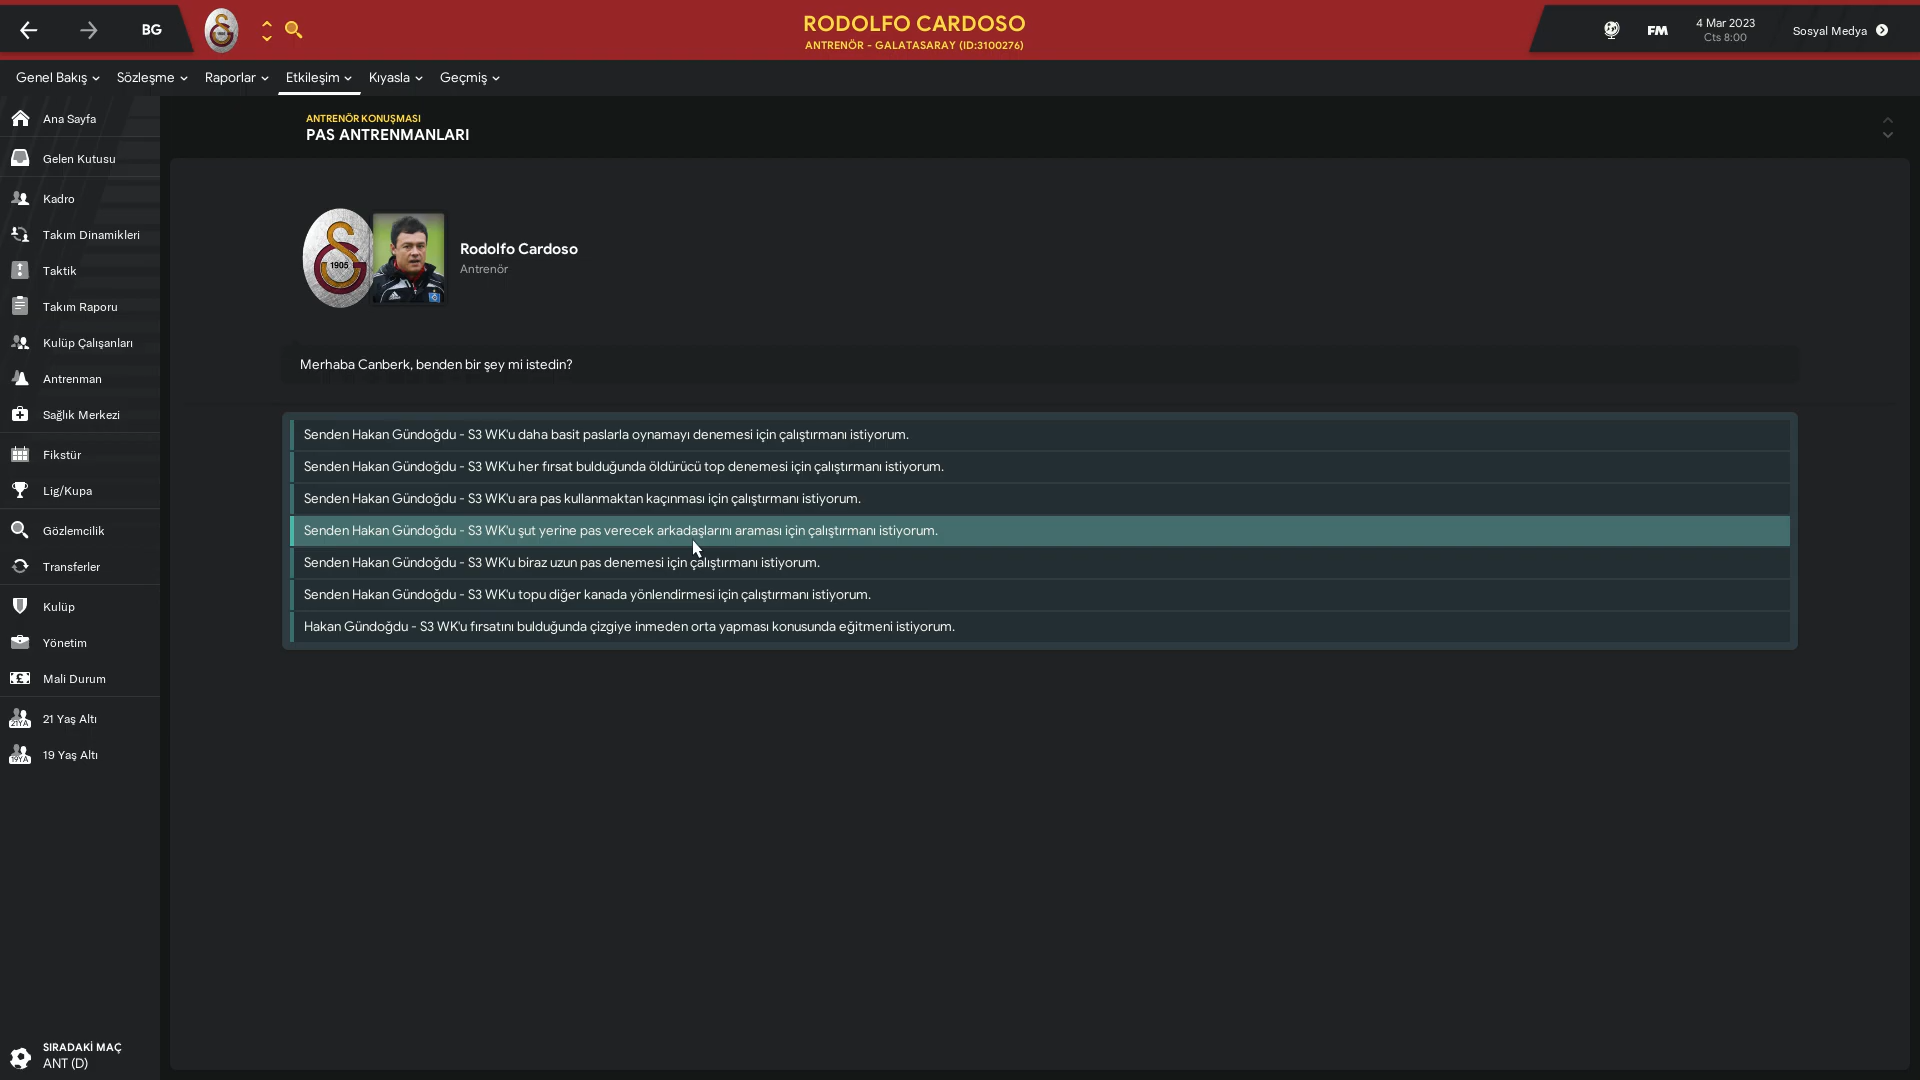 BG
RODOLFO CARDOSO
ANTRENÖR - GALATASARAY (ID:3100276)
FM
4 Mar 2023
Cts 8:00
Sosyal Medya
Genel Bakış
Sözleşme
Raporlar
Etkileşim
Kıyasla
Geçmiş
Ana Sayfa
Gelen Kutusu
Kadro
Takım Dinamikleri
Taktik
Takım Raporu
Kulüp Çalışanları
Antrenman
Sağlık Merkezi
Fikstür
Lig/Kupa
Gözlemcilik
Transferler
Kulüp
Yönetim
Mali Durum
21YA
21 Yaş Altı
19YA
19 Yaş Altı
SIRADAKİ MAÇ
ANT (D)
ANTRENÖR KONUŞMASI
PAS ANTRENMANLARI
1905
Rodolfo Cardoso
Antrenör
Merhaba Canberk, benden bir şey mi istedin?
Senden Hakan Gündoğdu - S3 WK'u daha basit paslarla oynamayı denemesi için çalıştırmanı istiyorum.
Senden Hakan Gündoğdu - S3 WK'u her fırsat bulduğunda öldürücü top denemesi için çalıştırmanı istiyorum.
Senden Hakan Gündoğdu - S3 WK'u ara pas kullanmaktan kaçınması için çalıştırmanı istiyorum.
Senden Hakan Gündoğdu - S3 WK'u şut yerine pas verecek arkadaşlarını araması için çalıştırmanı istiyorum.
Senden Hakan Gündoğdu - S3 WK'u biraz uzun pas denemesi için çalıştırmanı istiyorum.
Senden Hakan Gündoğdu - S3 WK'u topu diğer kanada yönlendirmesi için çalıştırmanı istiyorum.
Hakan Gündoğdu - S3 WK'u fırsatını bulduğunda çizgiye inmeden orta yapması konusunda eğitmeni istiyorum.